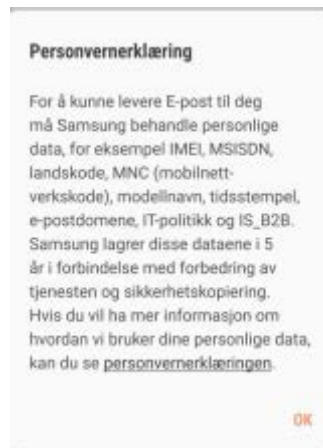 Personvernerklæring
For å kunne levere E-post til deg
må Samsung behandle personlige
data, for eksempel IMEI, MSISDN,
landskode, MNC (mobilnett-
verkskode), modellnavn, tidsstempel,
e-postdomene, IT-politikk og IS_B2B.
Samsung lagrer disse dataene i 5
år i forbindelse med forbedring av
tjenesten og sikkerhetskopiering.
Hvis du vil ha mer informasjon om
hvordan vi bruker dine personlige data,
kan du se personvernerklæringen.
OK